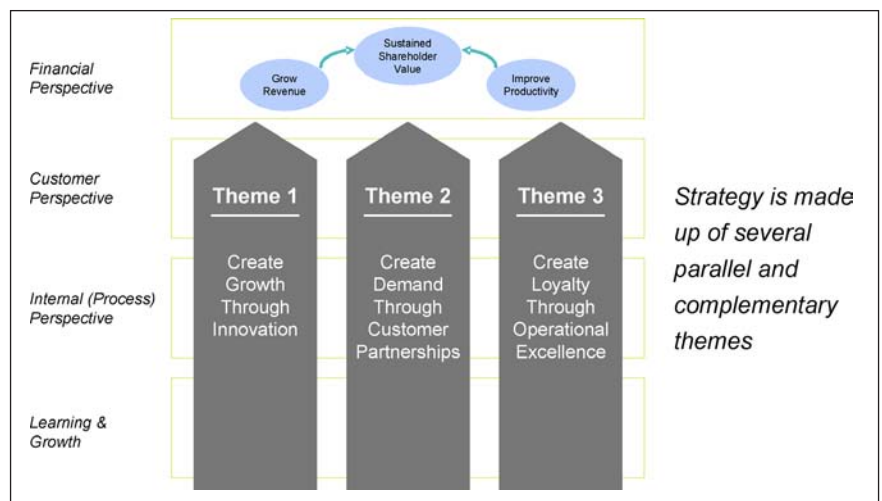 Financial
Perspective
Grow
Revenue
Sustained
Shareholder
Value
Improve
Productivity
Customer
Perspective
Theme 1
Theme 2
Theme 3
Internal (Process)
Perspective
Create
Growth
Through
Innovation
Create
Demand
Through
Customer
Partnerships
Create
Loyalty
Through
Operational
Excellence
Learning &
Growth
Strategy is made
up of several
parallel and
complementary
themes